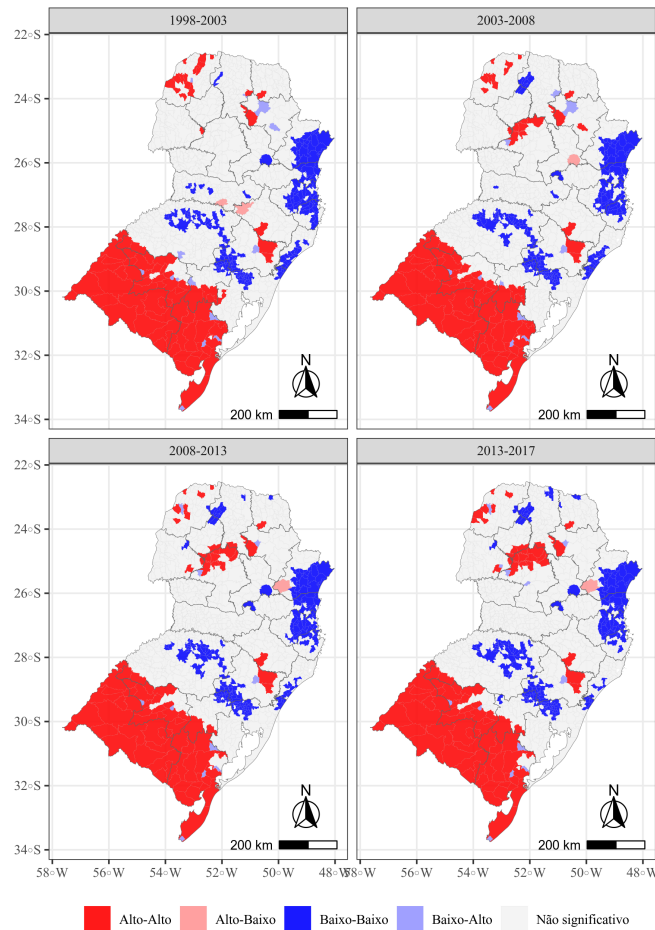 1998-2003
2003-2008
22°S
24°S
26°S
28°S
30°S
32°S
34°S
N
200 km
N
200 km
2008-2013
2013-2017
22°S
24°S
26°S
28°S
30°S
32°S
34°S
N
200 km
N
200 km
58°W 56°W 54°W 52°W 50°W 48°W 58°W 56°W 54°W 52°W 50°W 48°W
Alto-Alto Alto-Baixo Baixo-Baixo Baixo-Alto Não significativo